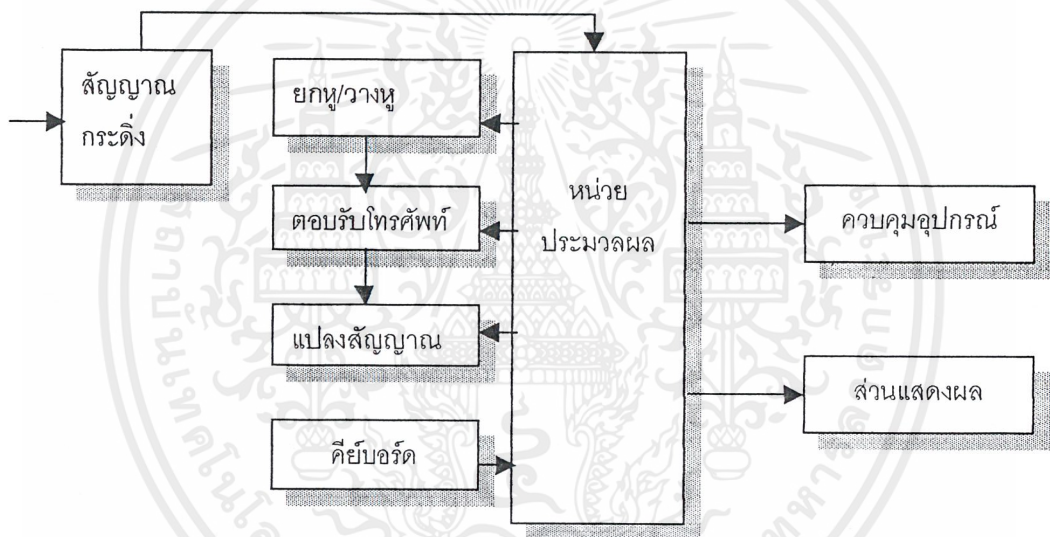 สัญญาณ
กระดิ่ง
ยกหู/วางหู
ตอบรับโทรศัพท์
แปลงสัญญาณ
คีย์บอร์ด
หน่วย
ประมวลผล
ควบคุมอุปกรณ์
ส่วนแสดงผล